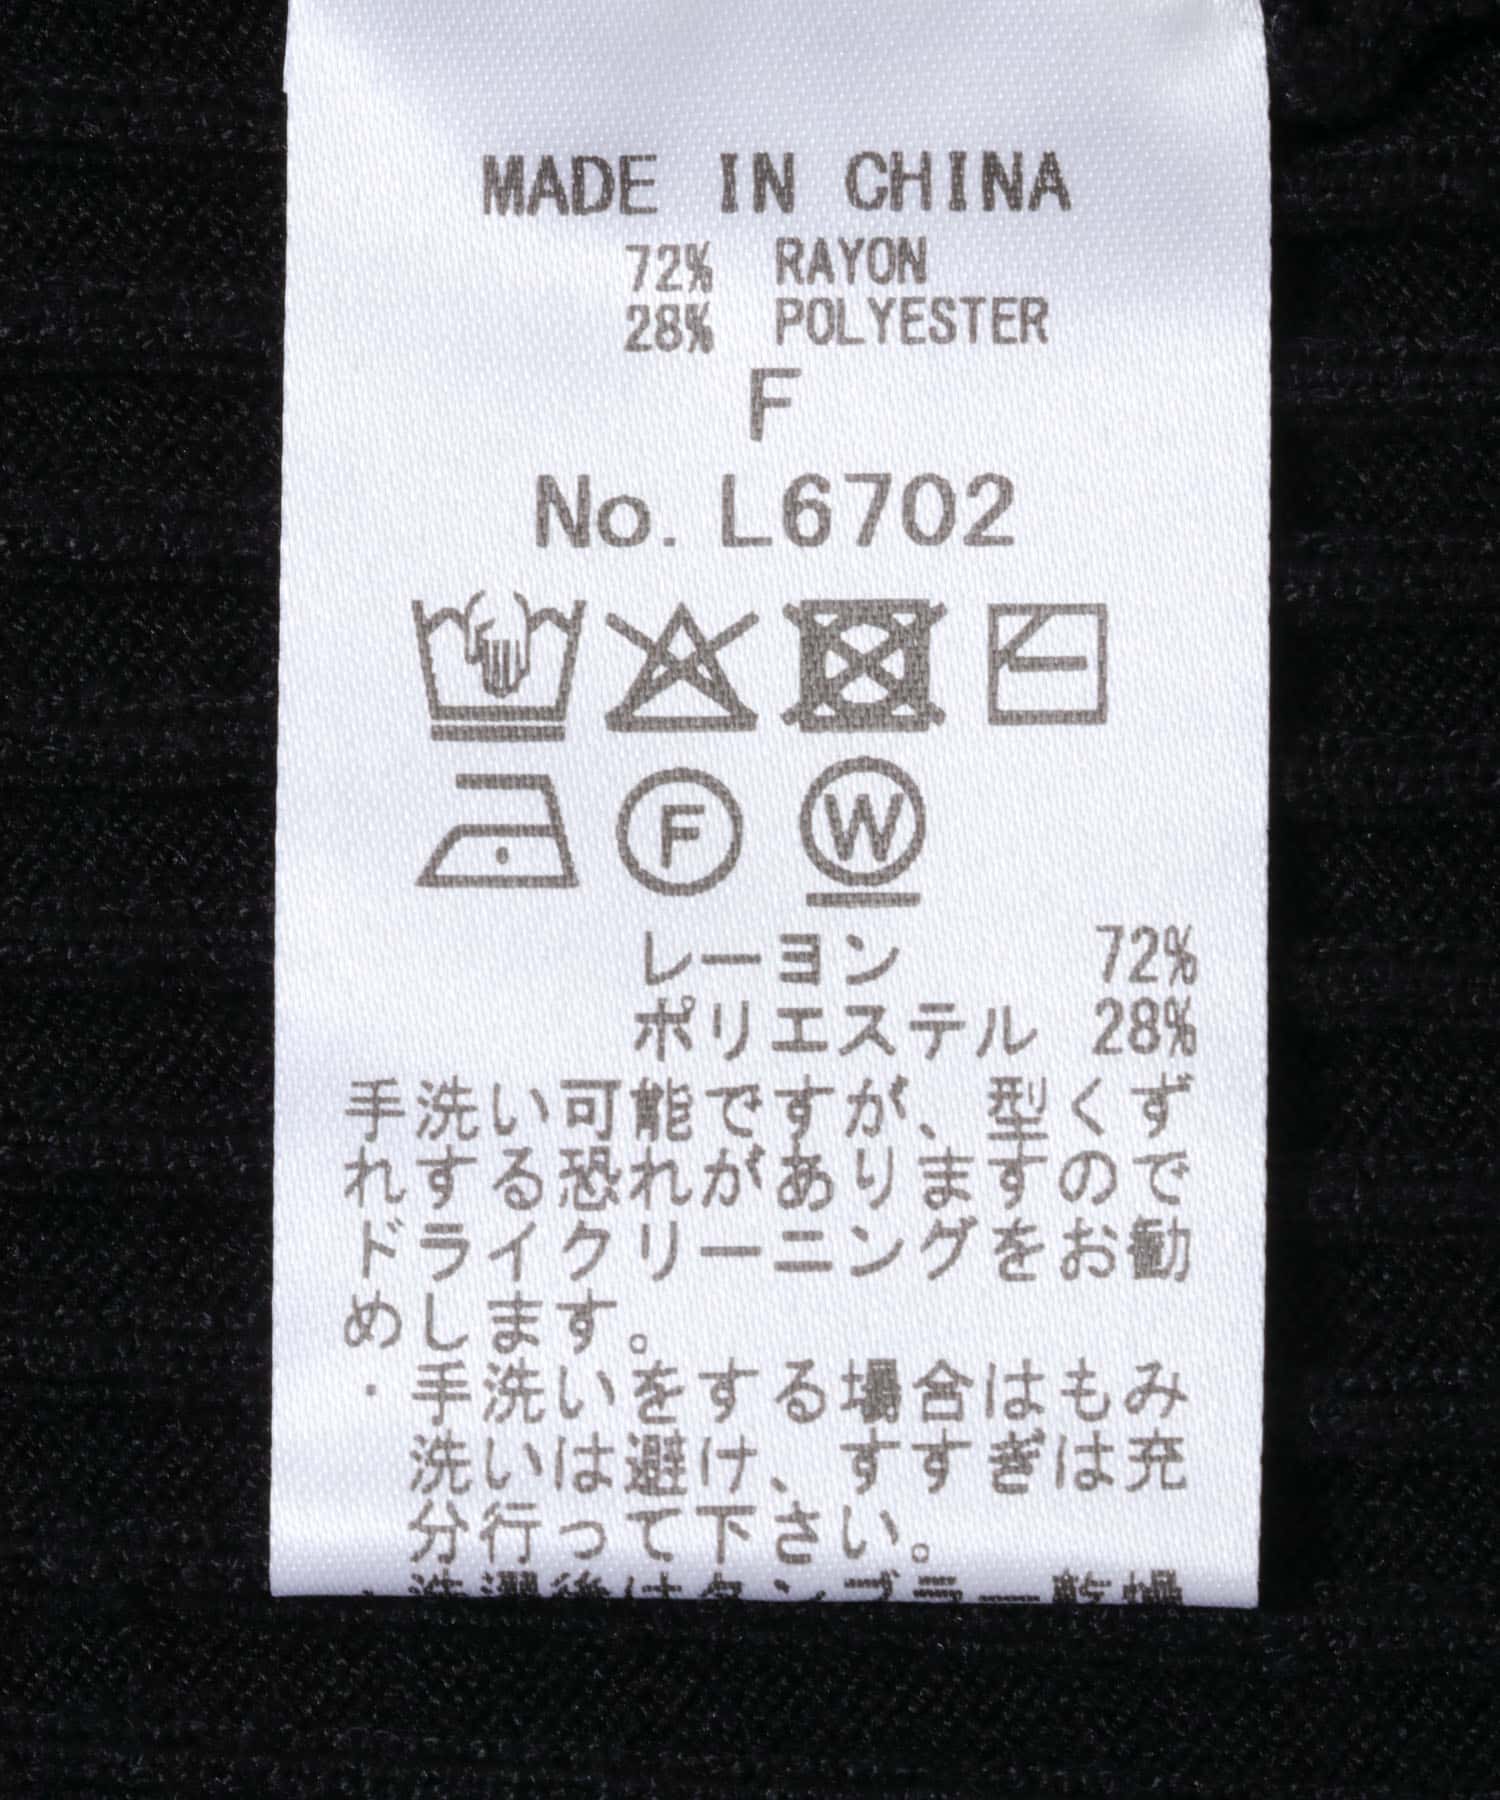 MADE IN CHINA
72% RAYON
28% POLYESTER
F
No. L6702
F W
レーヨン 72%
ポリエステル 28%
手洗い可能ですが、型くず
れする恐れがありますので
ドライクリーニングをお勧
めします。
・手洗いをする場合はもみ
洗いは避け、すすぎは充
分行って下さい。